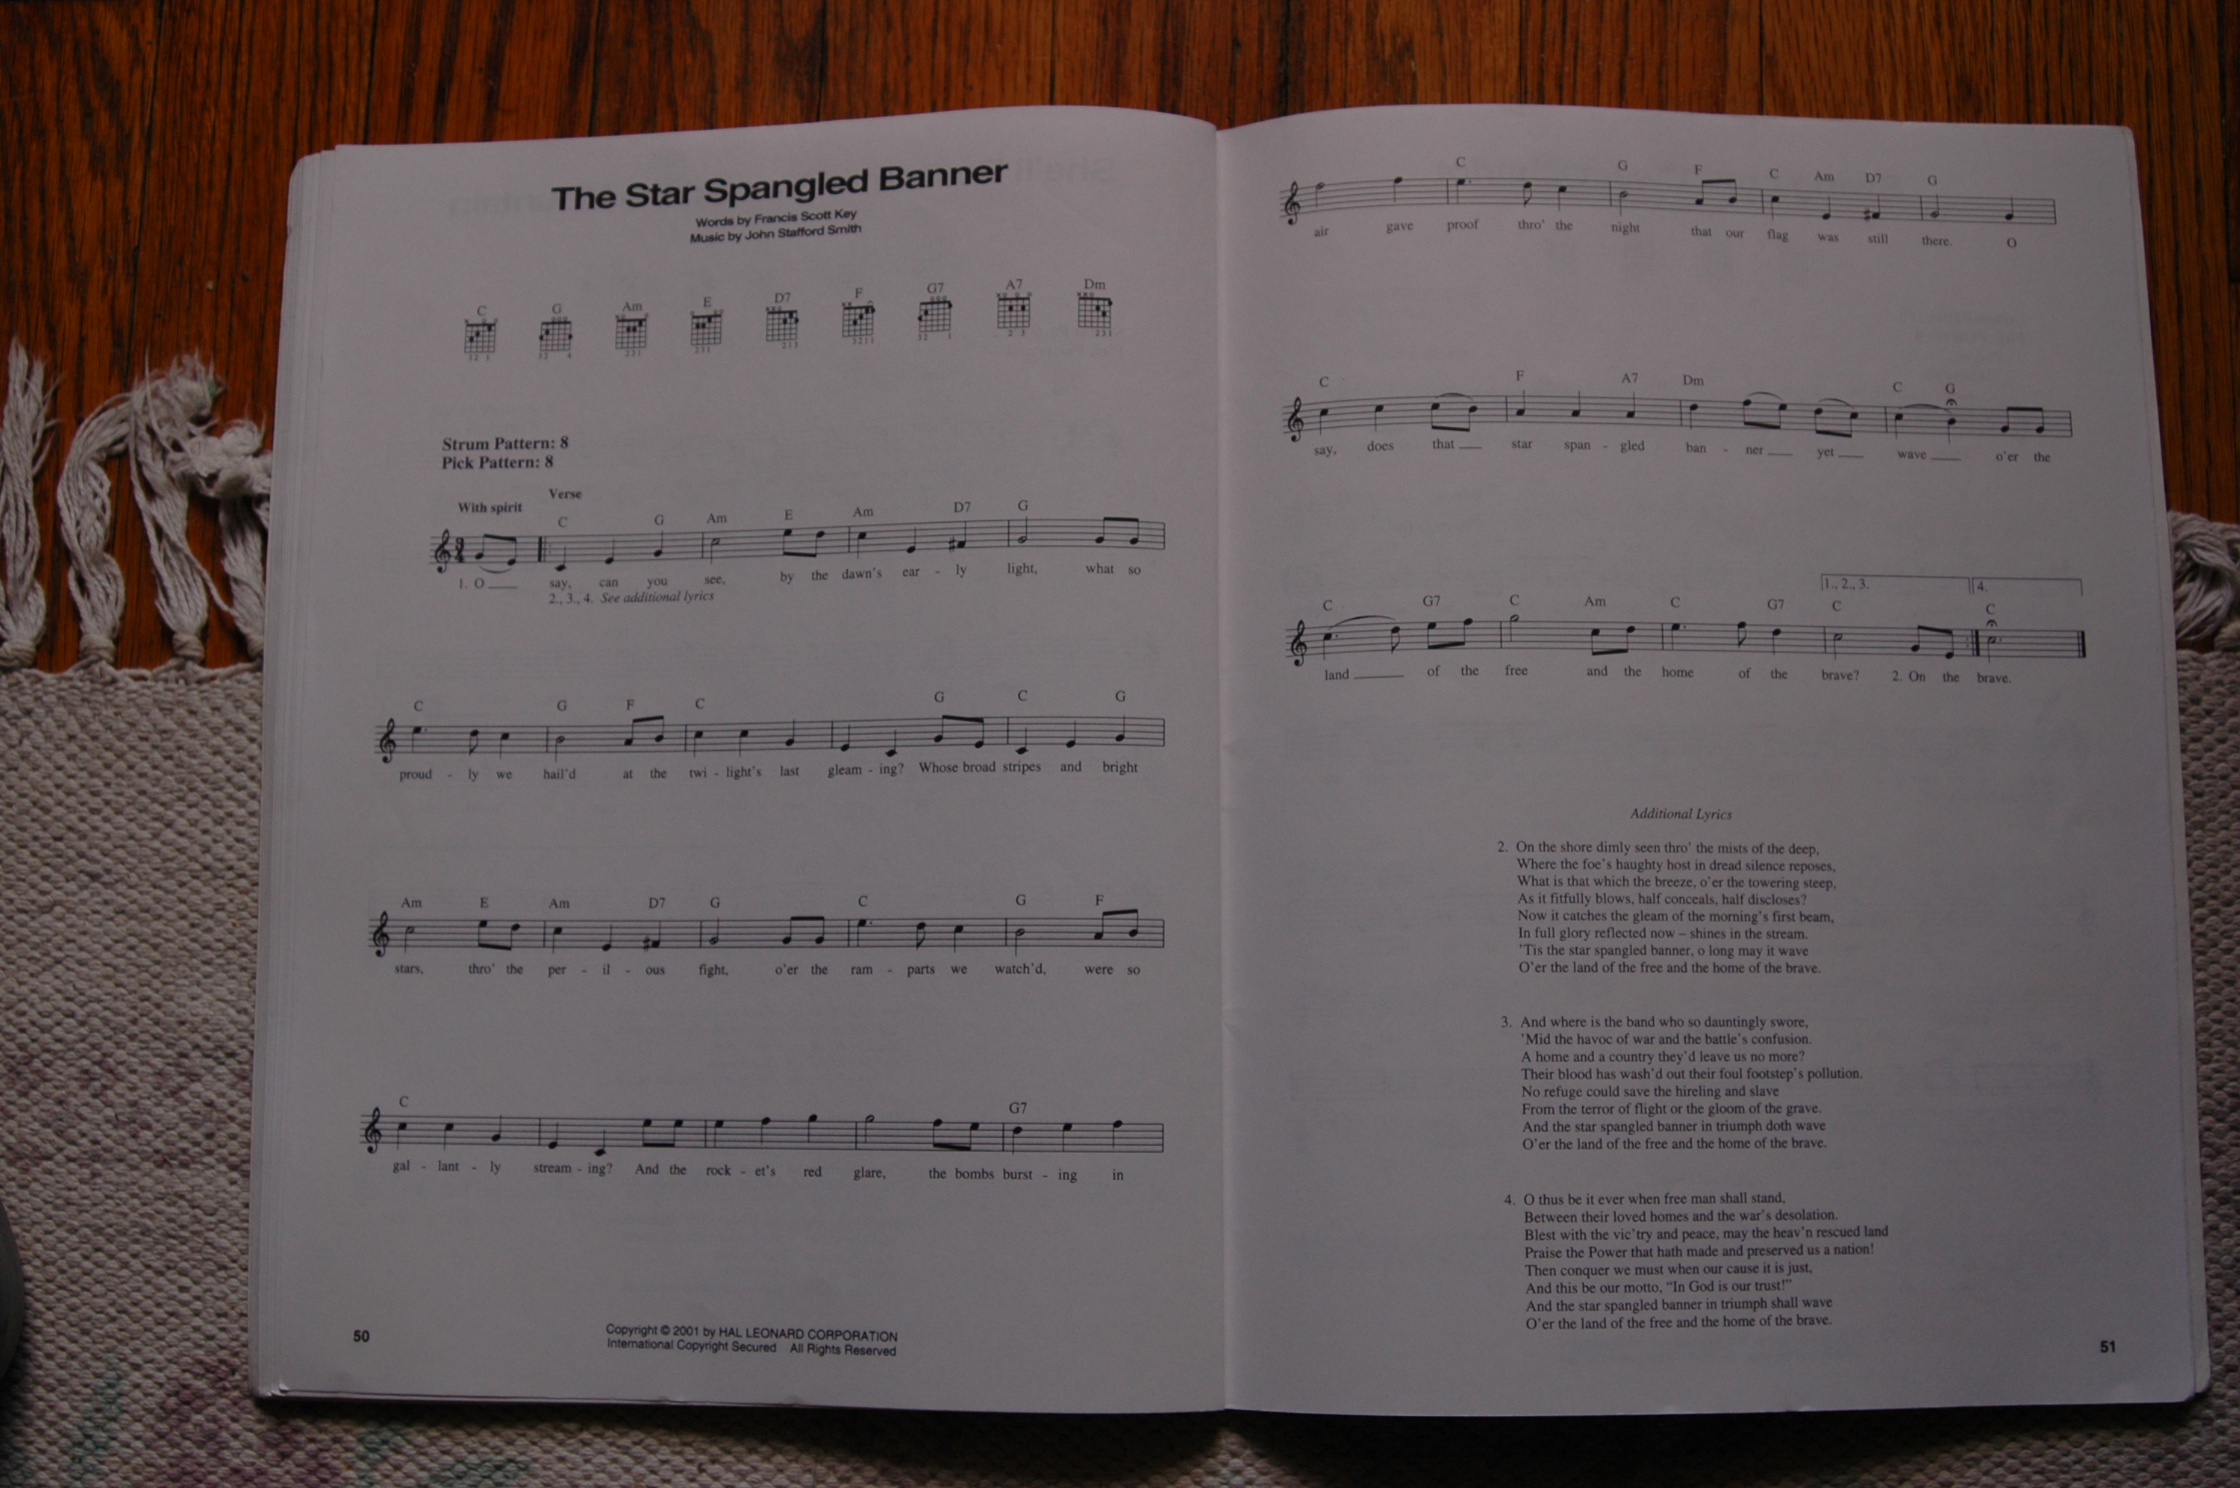 The Star Spangled Banner
Words by Francis Scott Key
Music by John Stafford Smith
C G Am E D7 F G7 A7 Dm
Strum Pattern: 8
Pick Pattern: 8
With spirit
Verse
C G Am E Am D7 G
1. O say, can you see, by the dawn's ear - ly light, what so
2., 3., 4. See additional lyrics
C G F C G C G
proud - ly we hail'd at the twi - light's last gleam - ing? Whose broad stripes and bright
Am E Am D7 G C G F
stars, thro' the per - il - ous fight, o'er the ram - parts we watch'd, were so
C G7
gal - lant - ly stream - ing? And the rock - et's red glare, the bombs burst - ing in
50
Copyright © 2001 by HAL LEONARD CORPORATION
International Copyright Secured All Rights Reserved
C G F C Am D7 G
air gave proof thro' the night that our flag was still there. O
C F A7 Dm C G
say, does that star span - gled ban - ner yet wave o'er the
1., 2., 3. 4.
C G7 C Am C G7 C C
land of the free and the home of the brave? 2. On the brave.
Additional Lyrics
2. On the shore dimly seen thro' the mists of the deep,
Where the foe's haughty host in dread silence reposes,
What is that which the breeze, o'er the towering steep,
As it fitfully blows, half conceals, half discloses?
Now it catches the gleam of the morning's first beam,
In full glory reflected now – shines in the stream.
'Tis the star spangled banner, o long may it wave
O'er the land of the free and the home of the brave.
3. And where is the band who so dauntingly swore,
'Mid the havoc of war and the battle's confusion.
A home and a country they'd leave us no more?
Their blood has wash'd out their foul footstep's pollution.
No refuge could save the hireling and slave
From the terror of flight or the gloom of the grave.
And the star spangled banner in triumph doth wave
O'er the land of the free and the home of the brave.
4. O thus be it ever when free man shall stand,
Between their loved homes and the war's desolation.
Blest with the vic'try and peace, may the heav'n rescued land
Praise the Power that hath made and preserved us a nation!
Then conquer we must when our cause it is just,
And this be our motto, "In God is our trust!"
And the star spangled banner in triumph shall wave
O'er the land of the free and the home of the brave.
51